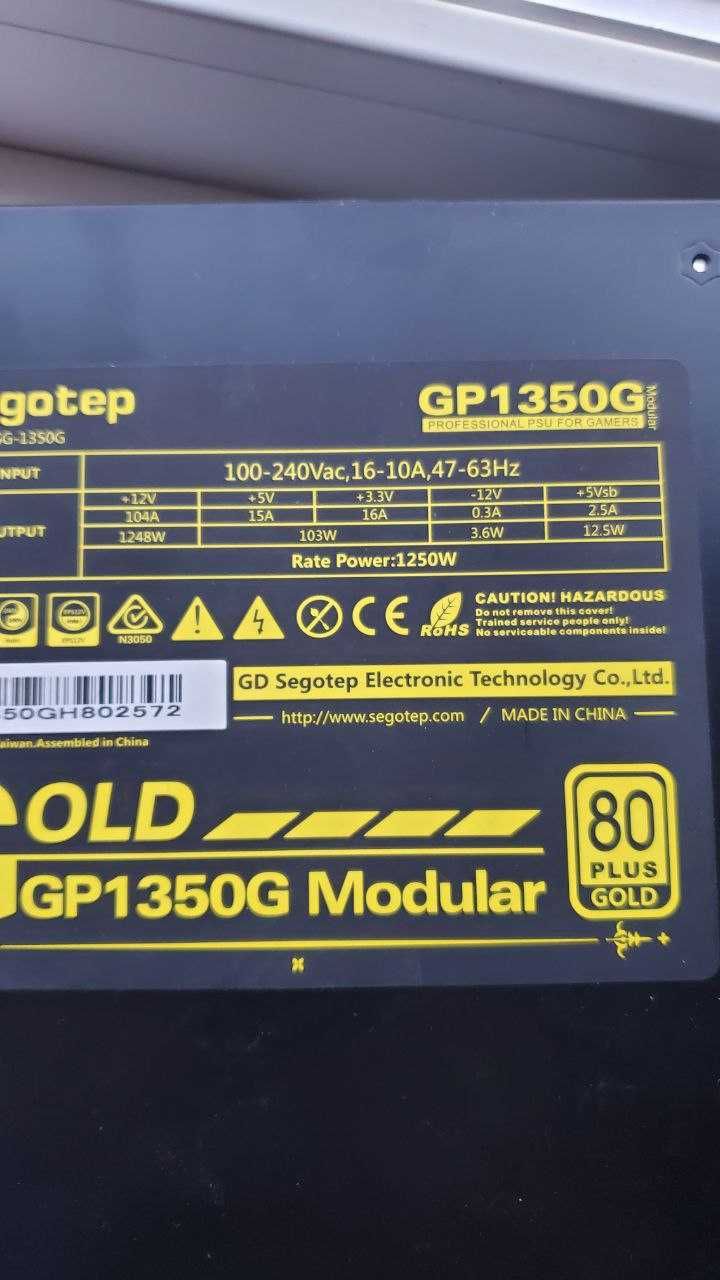 gotep
GP1350G Modular
PROFESSIONAL PSU FOR GAMERS
G-1350G
NPUT 100-240Vac,16-10A,47-63Hz
+12V +5V +3.3V -12V +5Vsb
104A 15A 16A 0.3A 2.5A
UTPUT
1248W 103W 3.6W 12.5W
Rate Power:1250W
EPS12V
N3050
CE
RoHS
CAUTION! HAZARDOUS
Do not remove this cover!
Trained service people only!
No serviceable components inside!
50GH802572
GD Segotep Electronic Technology Co.,Ltd.
http://www.segotep.com / MADE IN CHINA
aiwan.Assembled in China
GOLD
GP1350G Modular
80
PLUS
GOLD